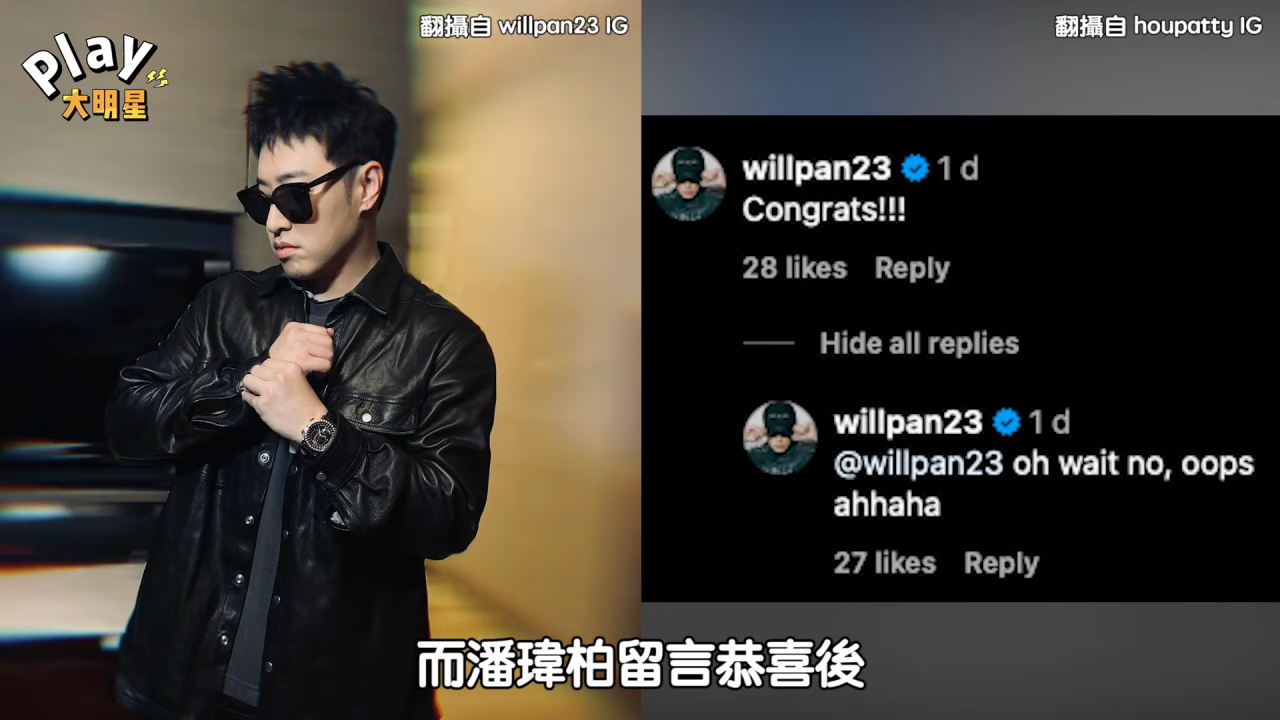 Play
大明星
翻攝自 willpan23 IG
翻攝自 houpatty IG
willpan23 1 d
Congrats!!!
28 likes Reply
Hide all replies
willpan23 1 d
@willpan23 oh wait no, oops
ahhaha
27 likes Reply
而潘瑋柏留言恭喜後